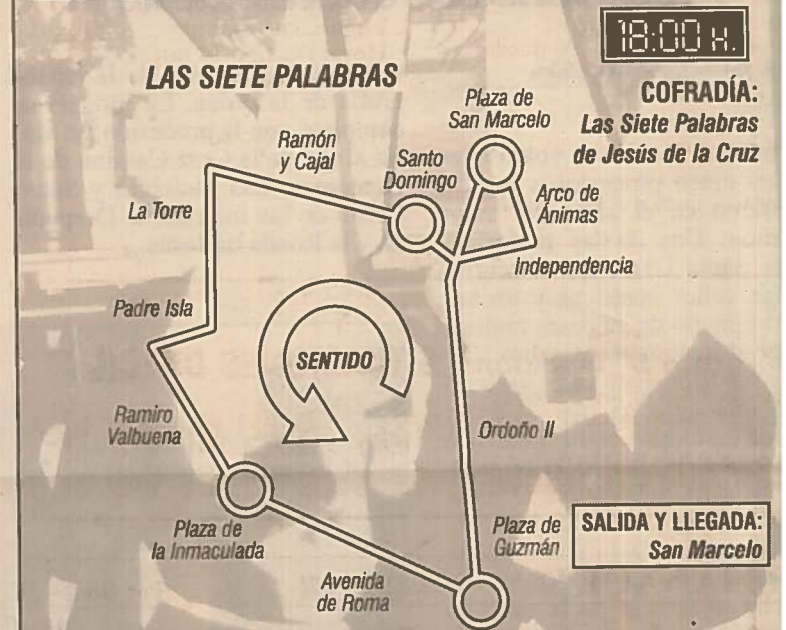 18:00 H.
LAS SIETE PALABRAS
COFRADÍA:
Las Siete Palabras
de Jesús de la Cruz
Plaza de
San Marcelo
Ramón
y Cajal
Santo
Domingo
Arco de
Ánimas
La Torre
Independencia
Padre Isla
SENTIDO
Ramiro
Valbuena
Ordoño II
Plaza de
la Inmaculada
Plaza de
Guzmán
SALIDA Y LLEGADA:
San Marcelo
Avenida
de Roma